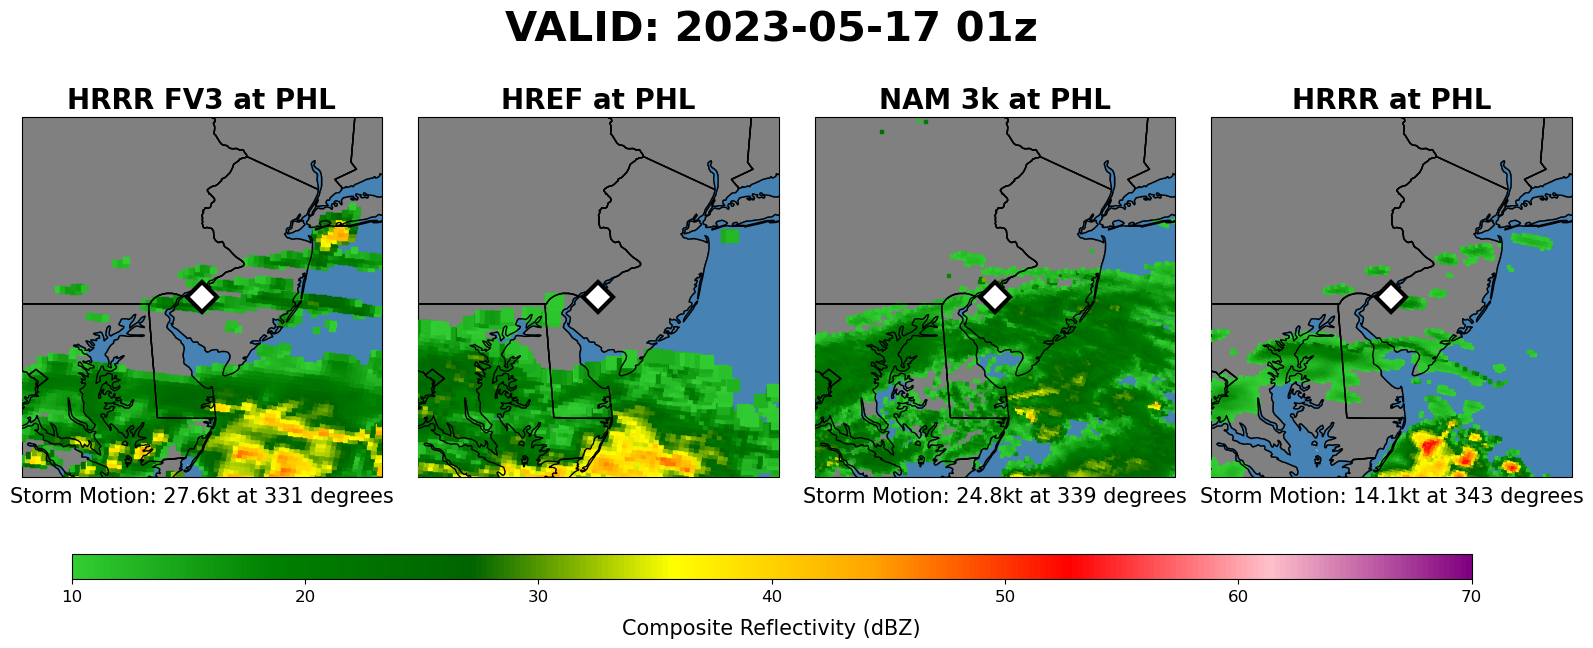 VALID: 2023-05-17 01z
HRRR FV3 at PHL
HREF at PHL
NAM 3k at PHL
HRRR at PHL
Storm Motion: 27.6kt at 331 degrees
Storm Motion: 24.8kt at 339 degrees
Storm Motion: 14.1kt at 343 degrees
10 20 30 40 50 60 70
Composite Reflectivity (dBZ)